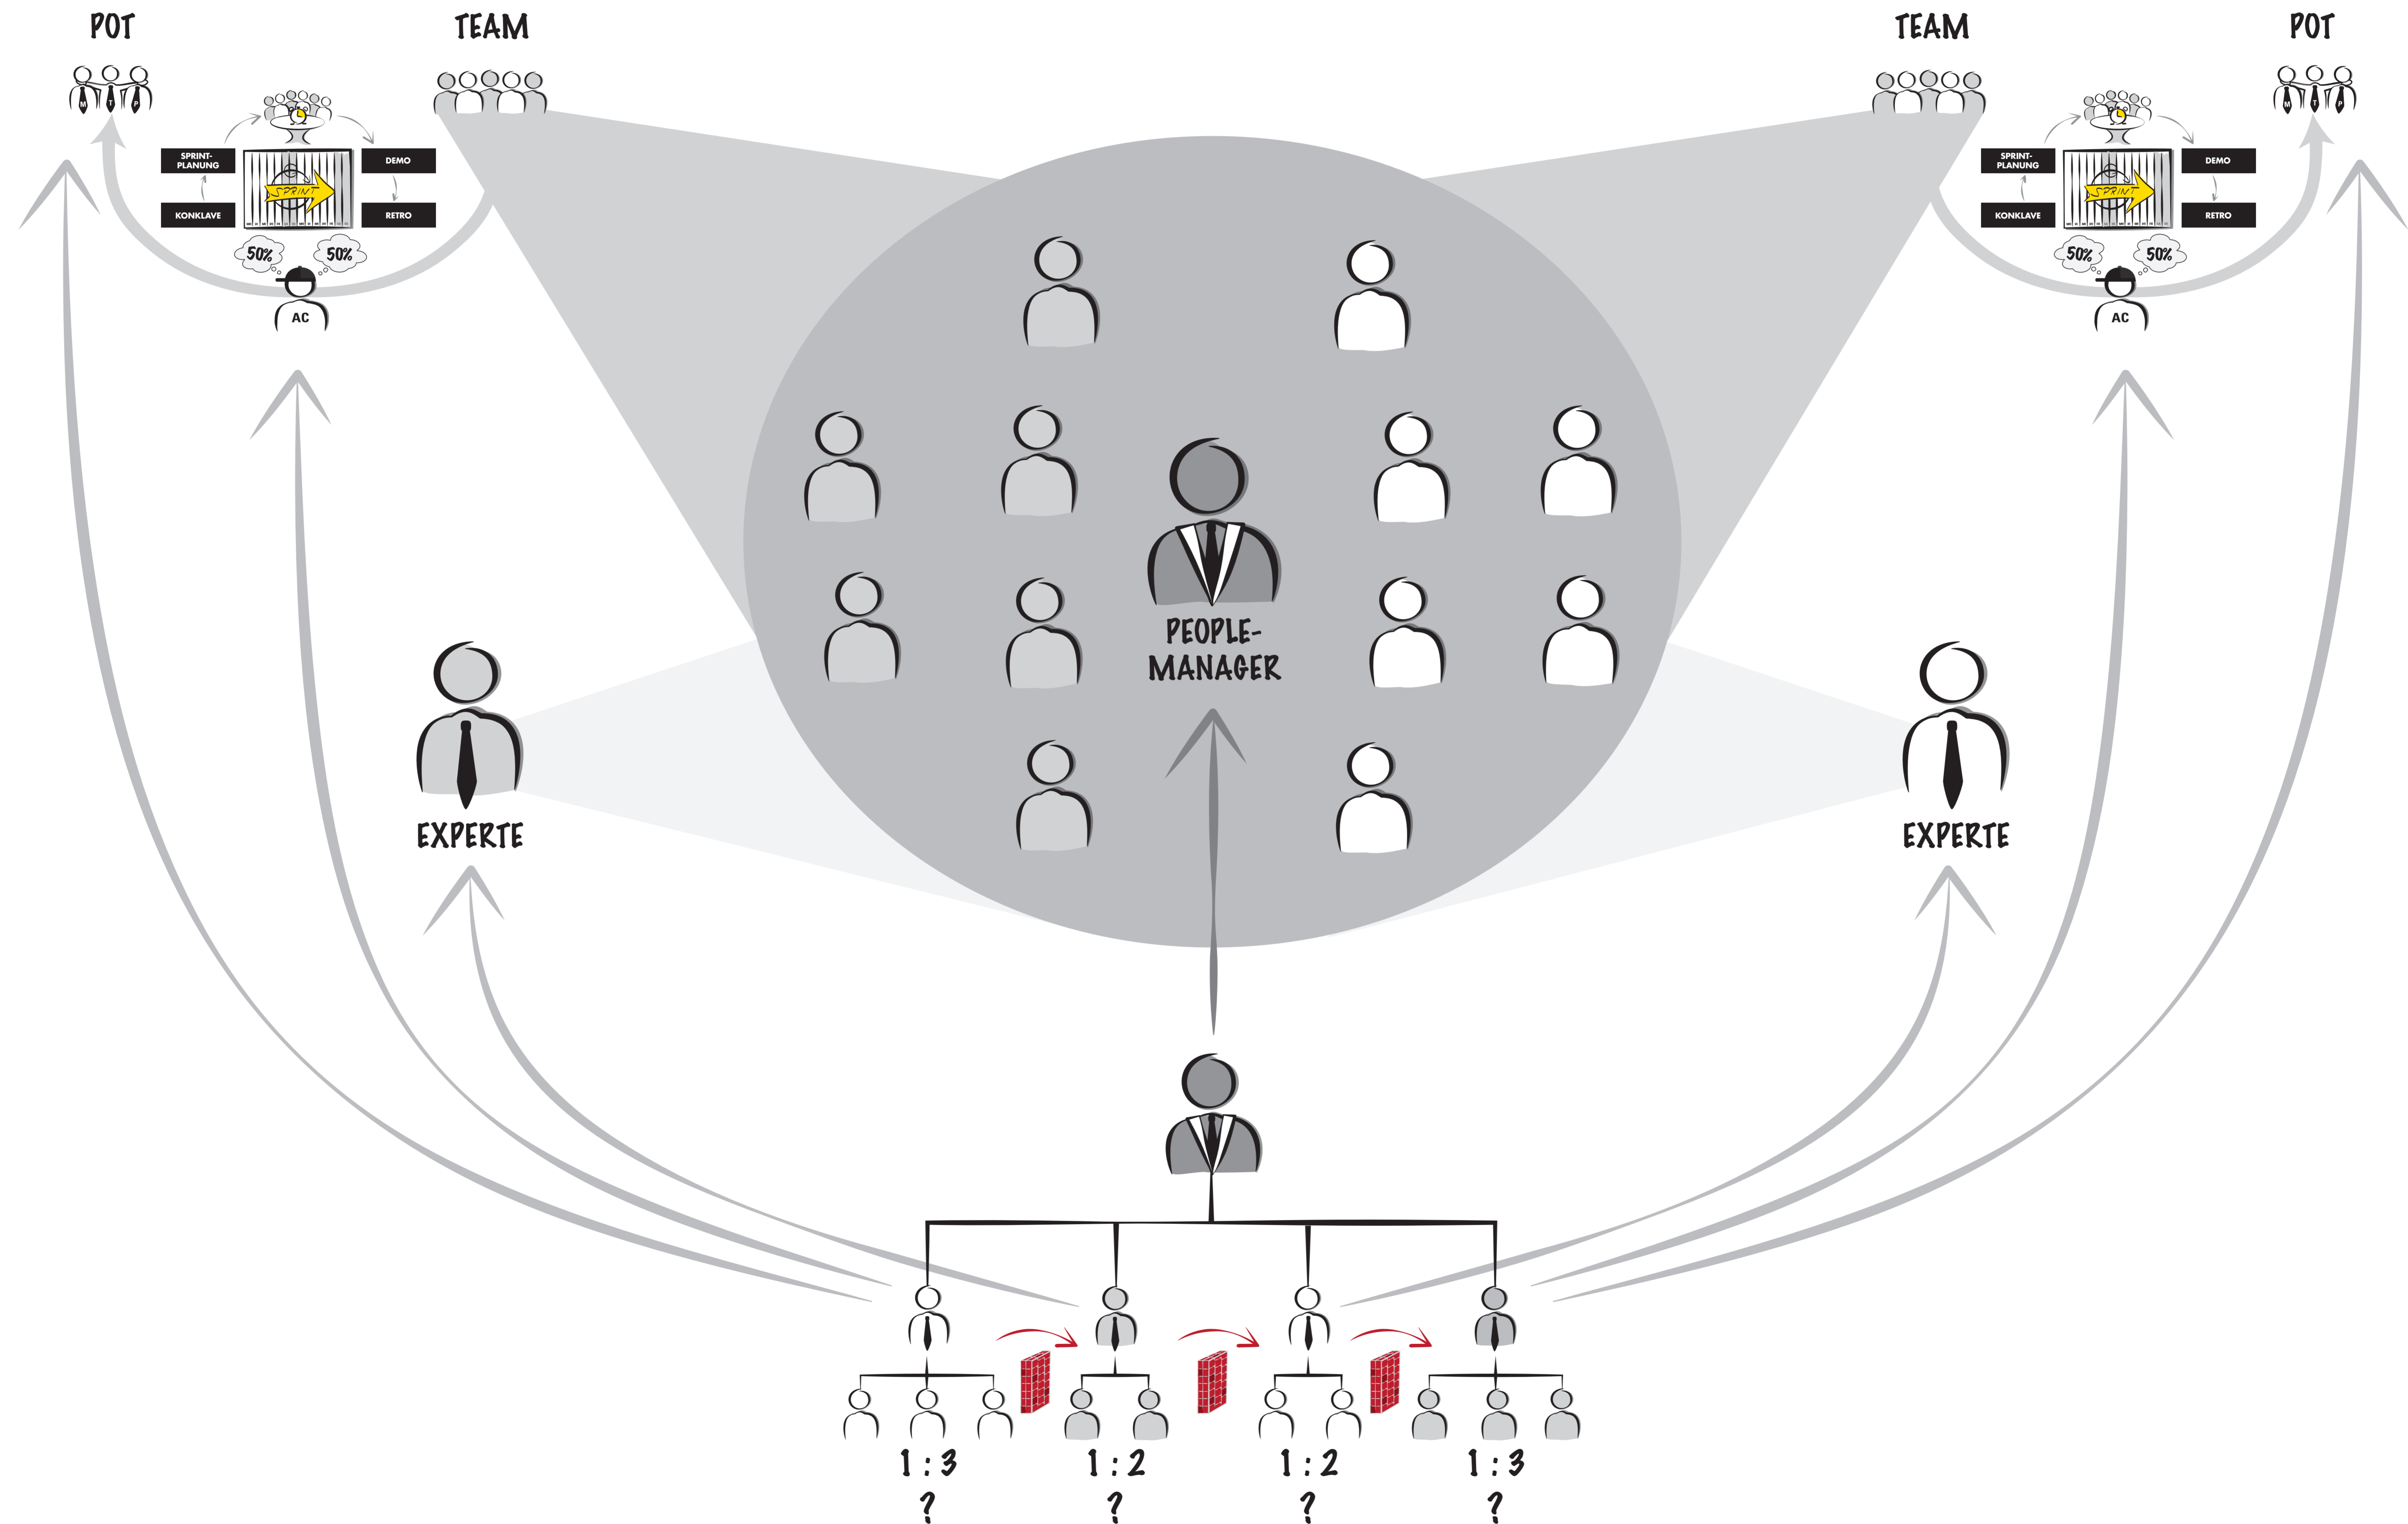 POT
TEAM
TEAM
POT
M T P
M T P
SPRINT-
PLANUNG
DEMO
SPRINT
KONKLAVE
RETRO
50%
50%
AC
SPRINT-
PLANUNG
DEMO
SPRINT
KONKLAVE
RETRO
50%
50%
AC
PEOPLE-
MANAGER
EXPERTE
EXPERTE
1 : 3
?
1 : 2
?
1 : 2
?
1 : 3
?